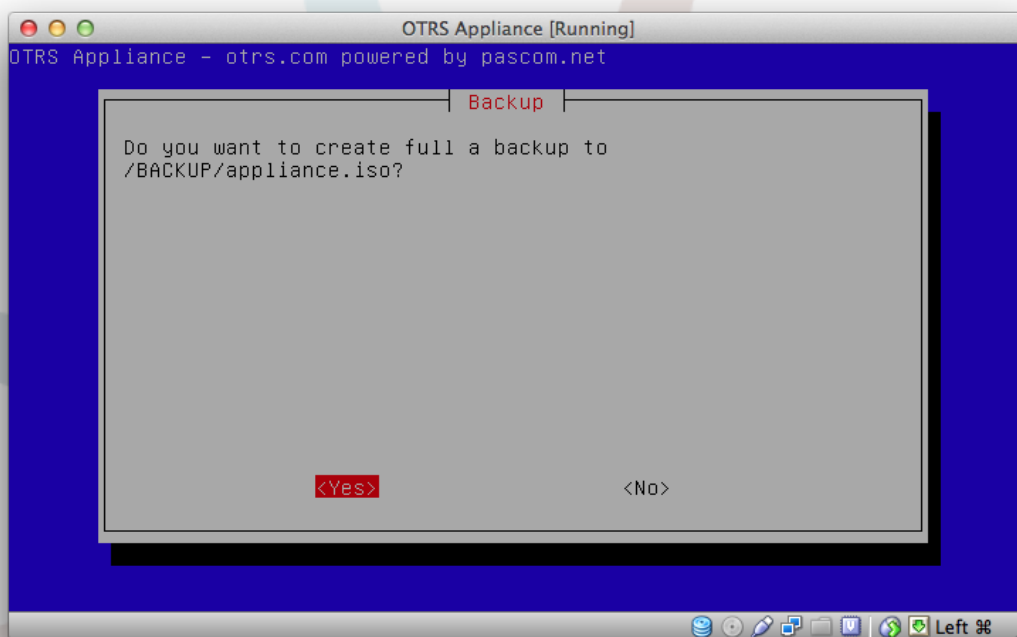 OTRS Appliance [Running]
OTRS Appliance - otrs.com powered by pascom.net
Backup
Do you want to create full a backup to
/BACKUP/appliance.iso?
<Yes> <No>
Left ⌘